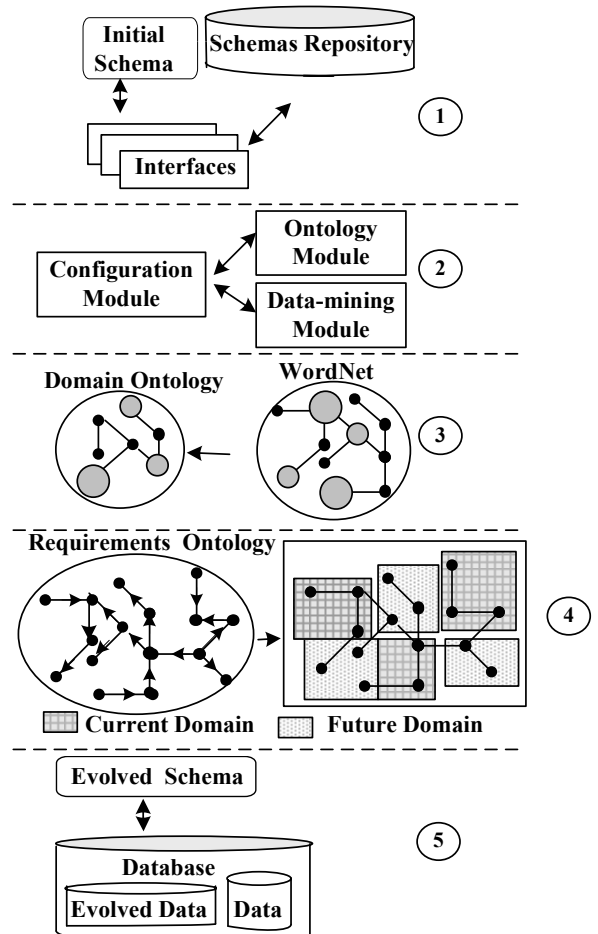 Initial
Schema
Schemas Repository
1
Interfaces
Ontology
Module
Configuration
Module
2
Data-mining
Module
Domain Ontology
WordNet
3
Requirements Ontology
4
Current Domain
Future Domain
Evolved Schema
5
Database
Evolved Data
Data